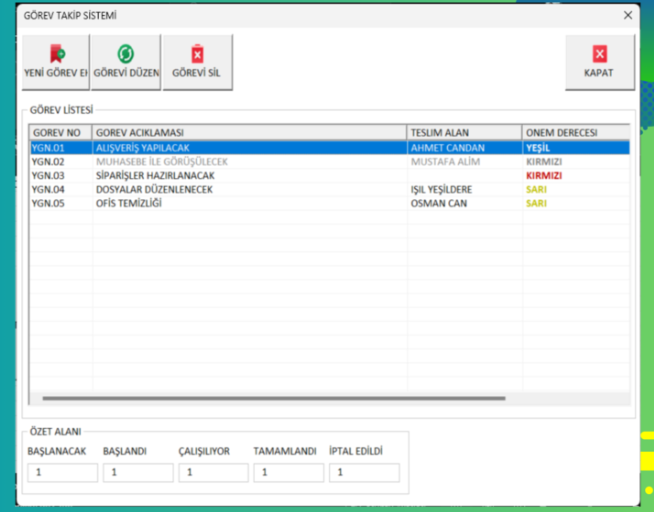 GÖREV TAKİP SİSTEMİ
YENİ GÖREV EI GÖREVİ DÜZEN GÖREVİ SİL KAPAT
GÖREV LİSTESİ
GOREV NO GOREV ACIKLAMASI TESLIM ALAN ONEM DERECESI
YGN.01 ALIŞVERİŞ YAPILACAK AHMET CANDAN YEŞİL
YGN.02 MUHASEBE İLE GÖRÜŞÜLECEK MUSTAFA ALİM KIRMIZI
YGN.03 SİPARİŞLER HAZIRLANACAK KIRMIZI
YGN.04 DOSYALAR DÜZENLENECEK IŞIL YEŞİLDERE SARI
YGN.05 OFİS TEMİZLİĞİ OSMAN CAN SARI
ÖZET ALANI
BAŞLANACAK BAŞLANDI ÇALIŞILIYOR TAMAMLANDI İPTAL EDİLDİ
1 1 1 1 1